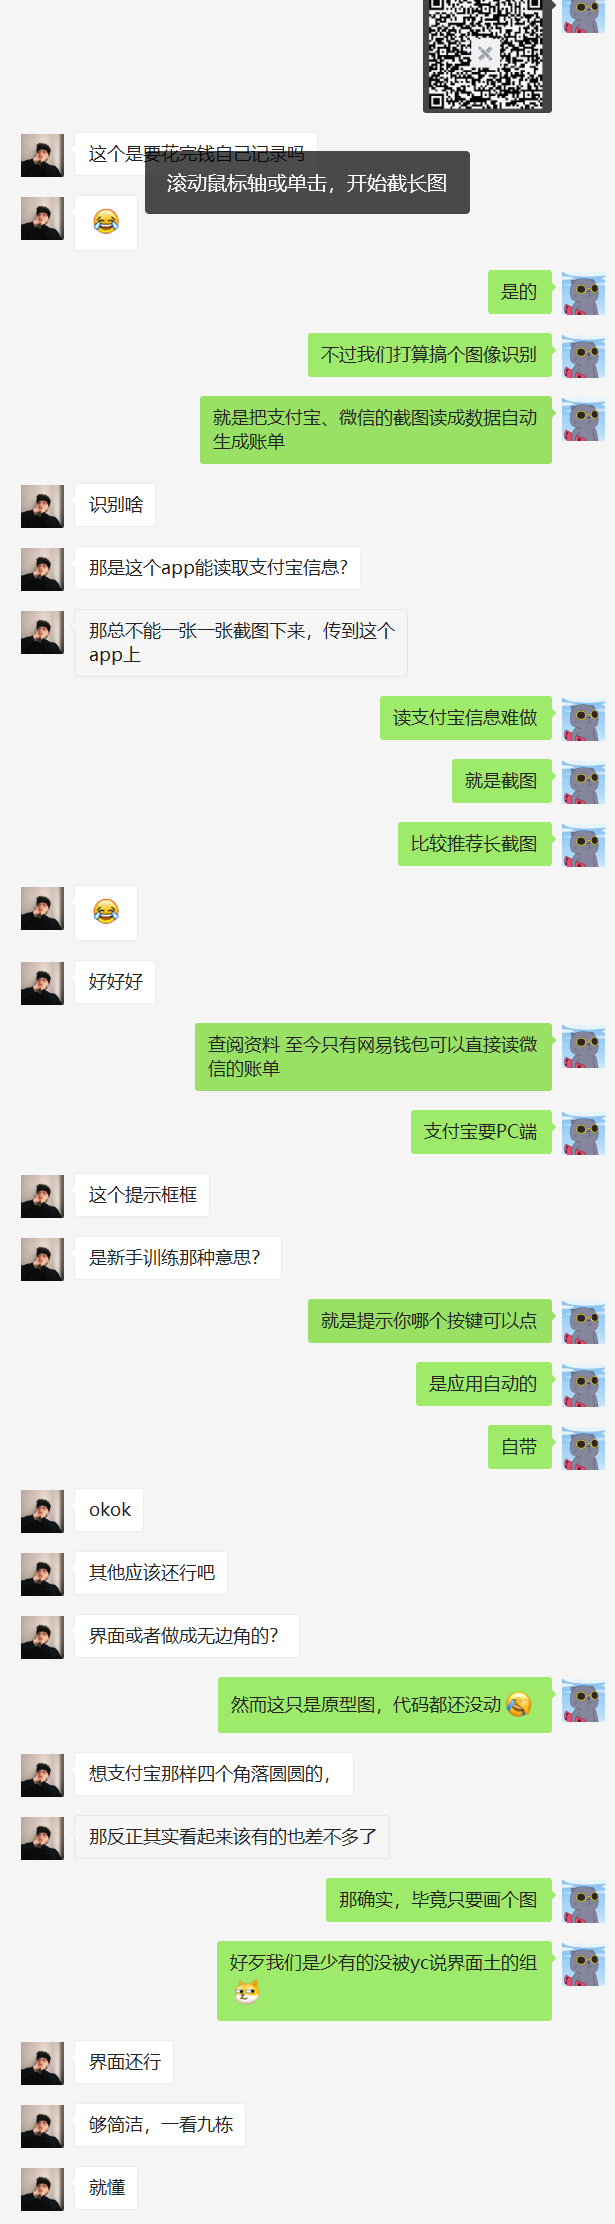 这个是要花完钱自己记录吗
滚动鼠标轴或单击，开始截长图
是的
不过我们打算搞个图像识别
就是把支付宝、微信的截图读成数据自动
生成账单
识别啥
那是这个app能读取支付宝信息？
那总不能一张一张截图下来，传到这个
app上
读支付宝信息难做
就是截图
比较推荐长截图
好好好
查阅资料 至今只有网易钱包可以直接读微
信的账单
支付宝要PC端
这个提示框框
是新手训练那种意思？
就是提示你哪个按键可以点
是应用自动的
自带
okok
其他应该还行吧
界面或者做成无边角的？
然而这只是原型图，代码都还没动
想支付宝那样四个角落圆圆的，
那反正其实看起来该有的也差不多了
那确实，毕竟只要画个图
好歹我们是少有的没被yc说界面土的组
界面还行
够简洁，一看九栋
就懂